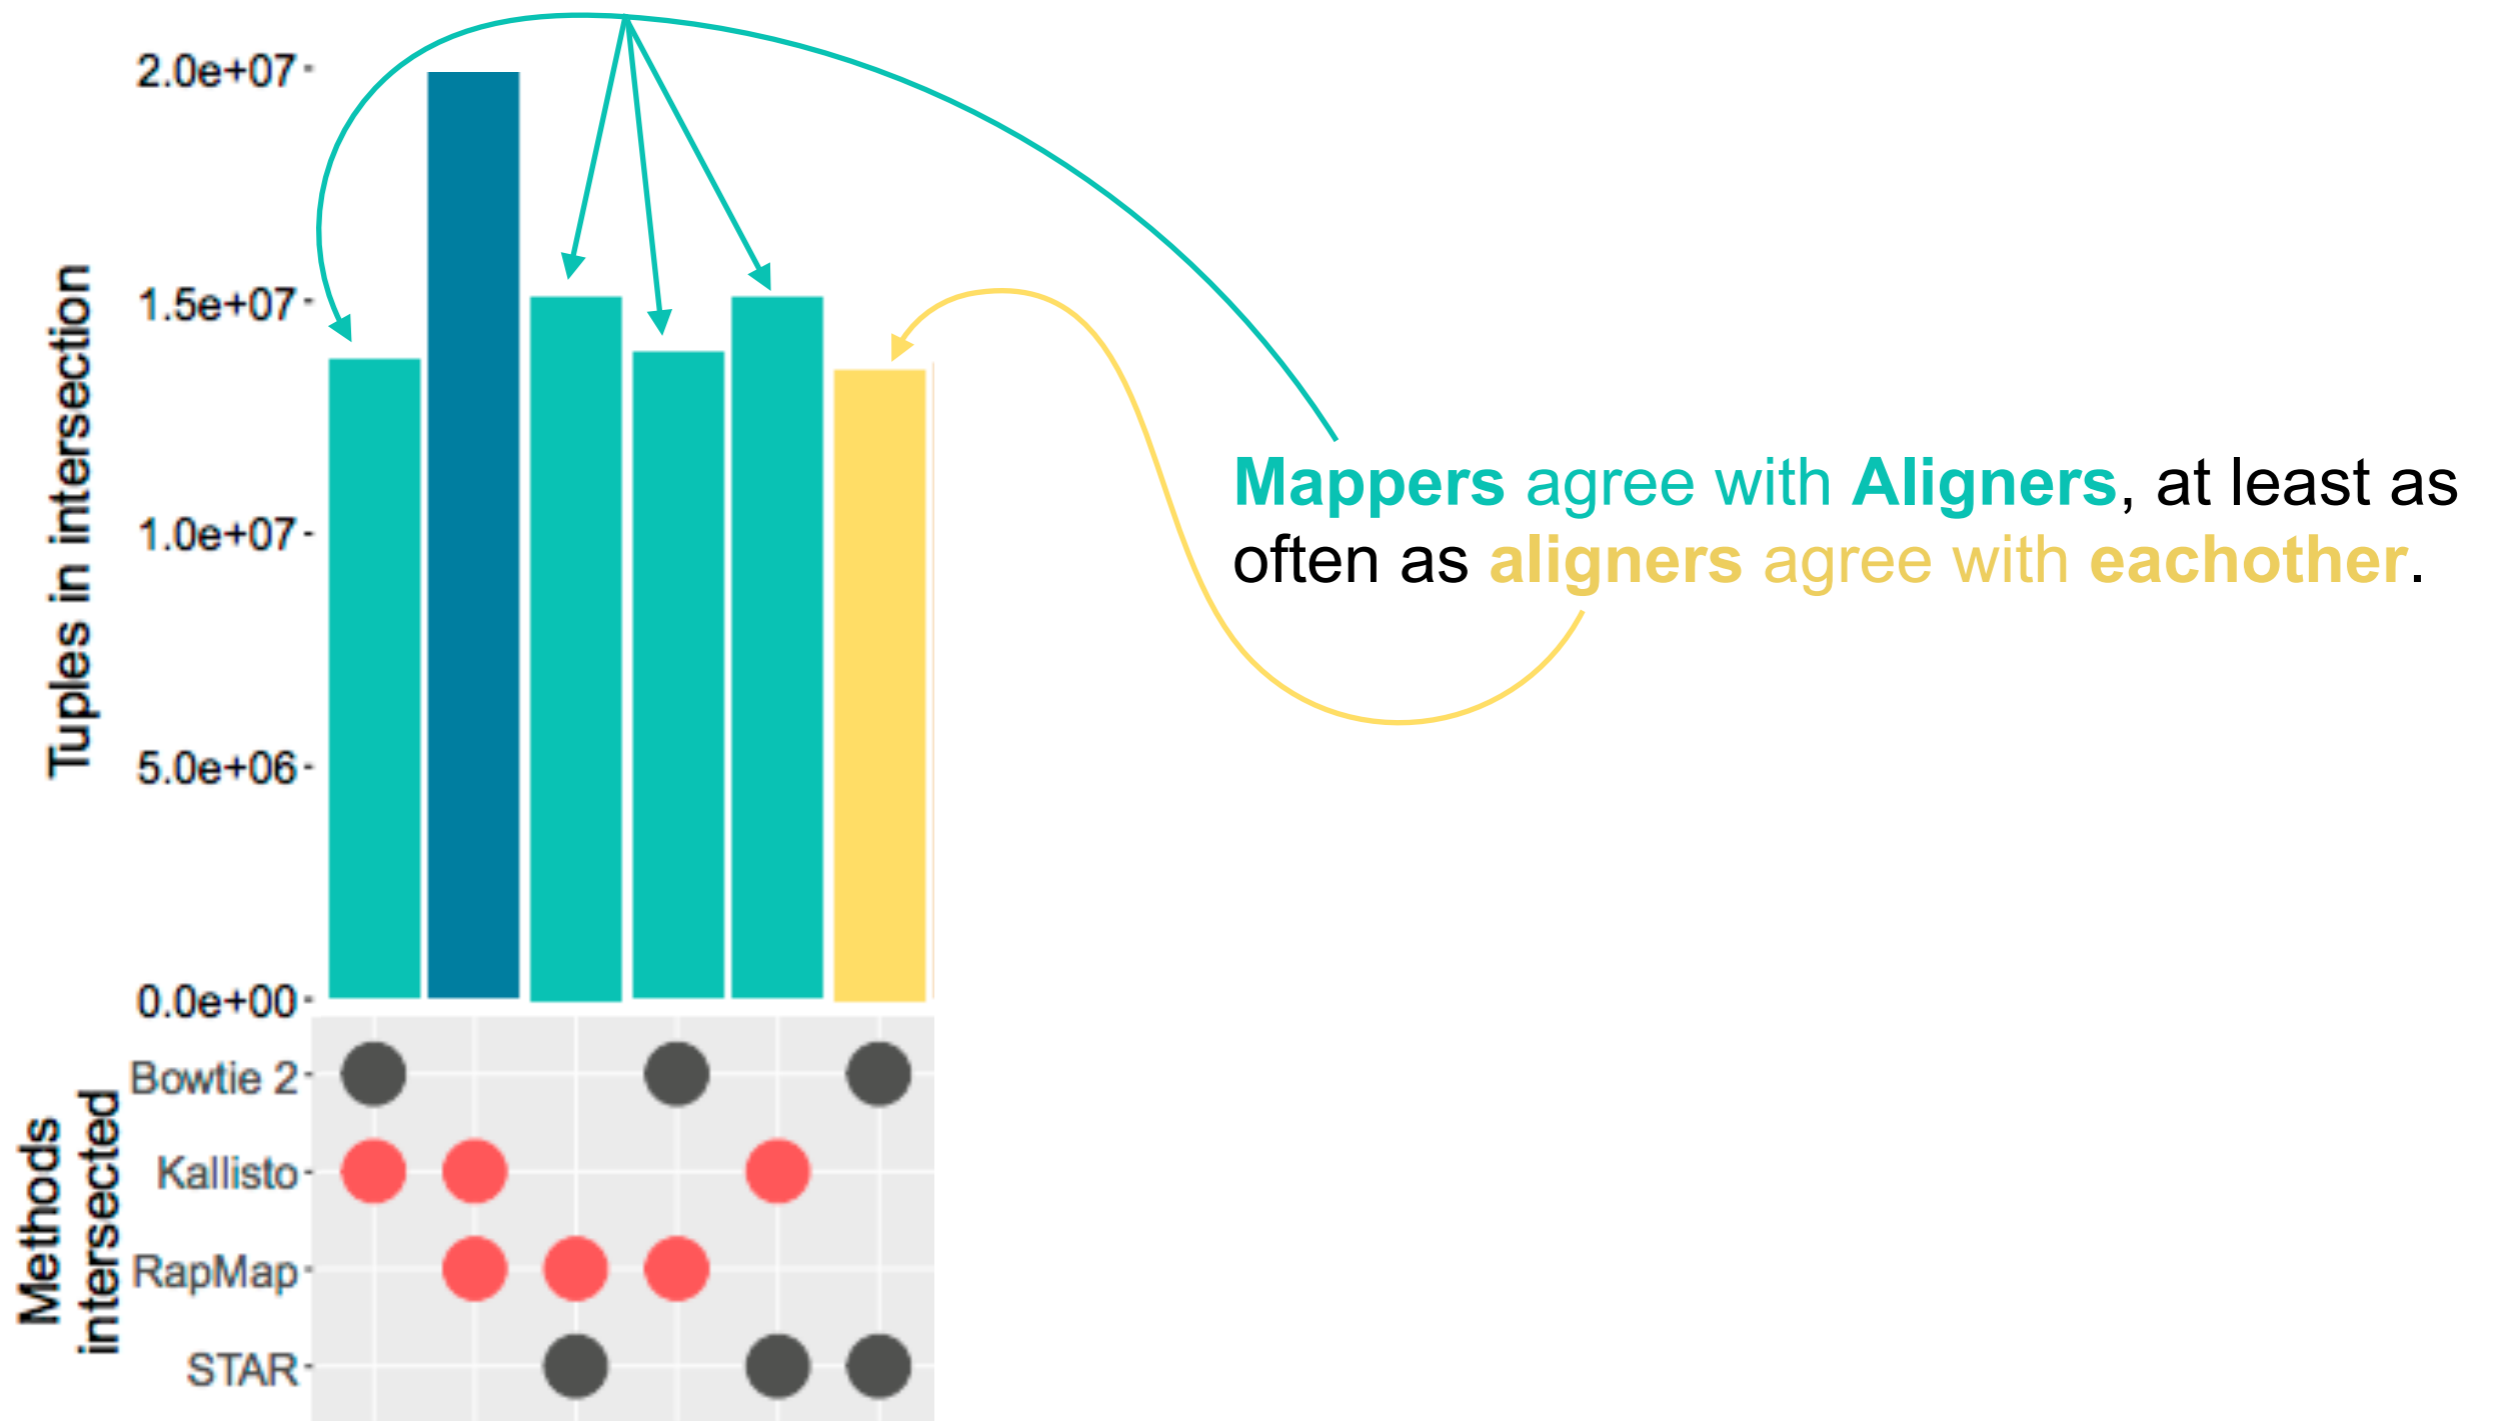 2.0e+07
1.5e+07
1.0e+07
5.0e+06
0.0e+00
Tuples in intersection
Mappers agree with Aligners, at least as
often as aligners agree with eachother.
Methods
intersected
Bowtie 2
Kallisto
RapMap
STAR